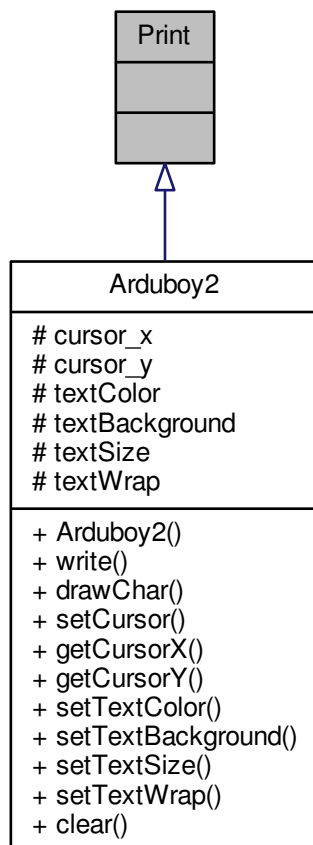 Print
Arduboy2
# cursor_x
# cursor_y
# textColor
# textBackground
# textSize
# textWrap
+ Arduboy2()
+ write()
+ drawChar()
+ setCursor()
+ getCursorX()
+ getCursorY()
+ setTextColor()
+ setTextBackground()
+ setTextSize()
+ setTextWrap()
+ clear()